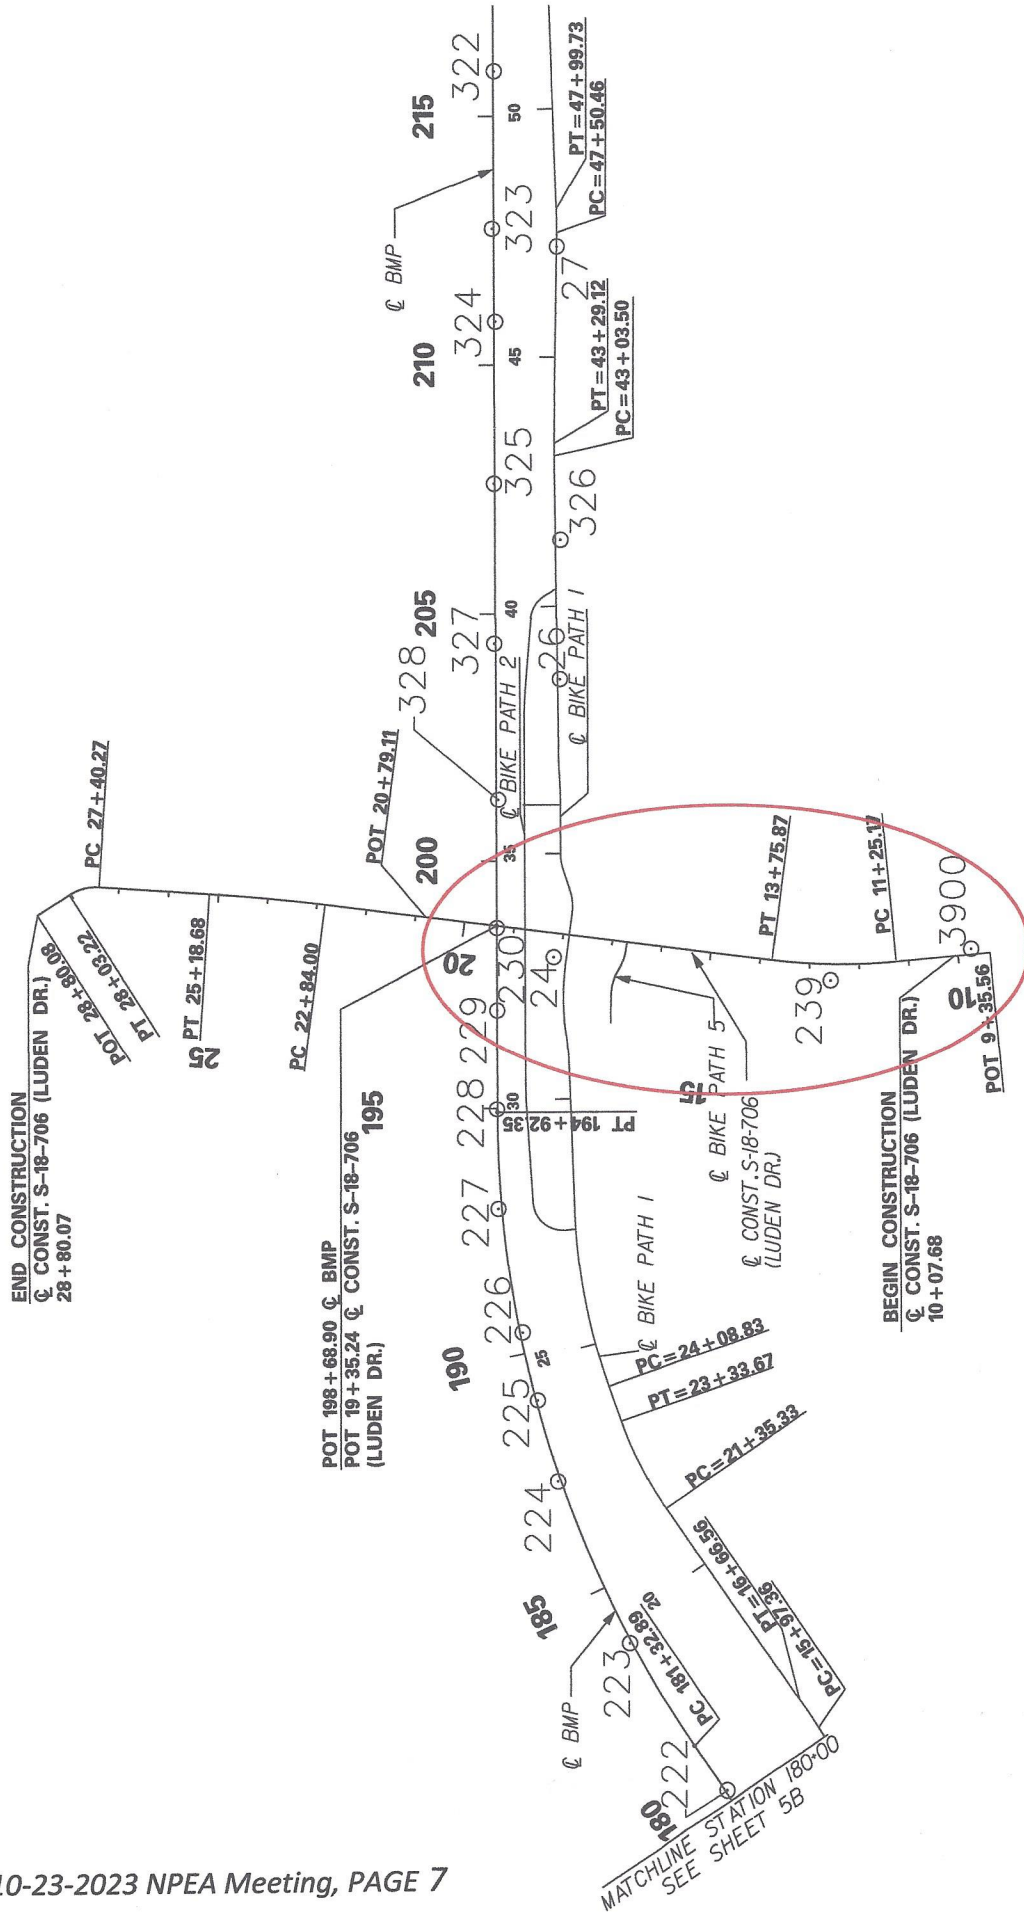 END CONSTRUCTION
℄ CONST. S-18-706 (LUDEN DR.)
28+80.07
POT 28+80.08
PT 28+03.22
PC 27+40.27
PT 25+18.68
25
PC 22+84.00
POT 20+79.11
POT 198+68.90 ℄ BMP
POT 19+35.24 ℄ CONST. S-18-706
(LUDEN DR.)
180
185
190
195
200
205
210
215
℄ BMP
℄ BMP
222
223
224
225
226
227
228
229
230
328
327
325
324
323
322
PC 181+32.89
PT 194+92.35
20
25
30
35
40
45
50
℄ BIKE PATH 2
℄ BIKE PATH 1
℄ BIKE PATH 1
26
326
27
24
20
PC=43+03.50
PT=43+29.12
PC=47+50.46
PT=47+99.73
PC=24+08.83
PT=23+33.67
PC=21+35.33
PT=16+66.56
PC=15+97.36
15
℄ BIKE PATH 5
℄ CONST. S-18-706
(LUDEN DR.)
239
PT 13+75.87
PC 11+25.17
3900
10
POT 9+35.56
BEGIN CONSTRUCTION
℄ CONST. S-18-706 (LUDEN DR.)
10+07.68
MATCHLINE STATION 180+00
SEE SHEET 5B
10-23-2023 NPEA Meeting, PAGE 7